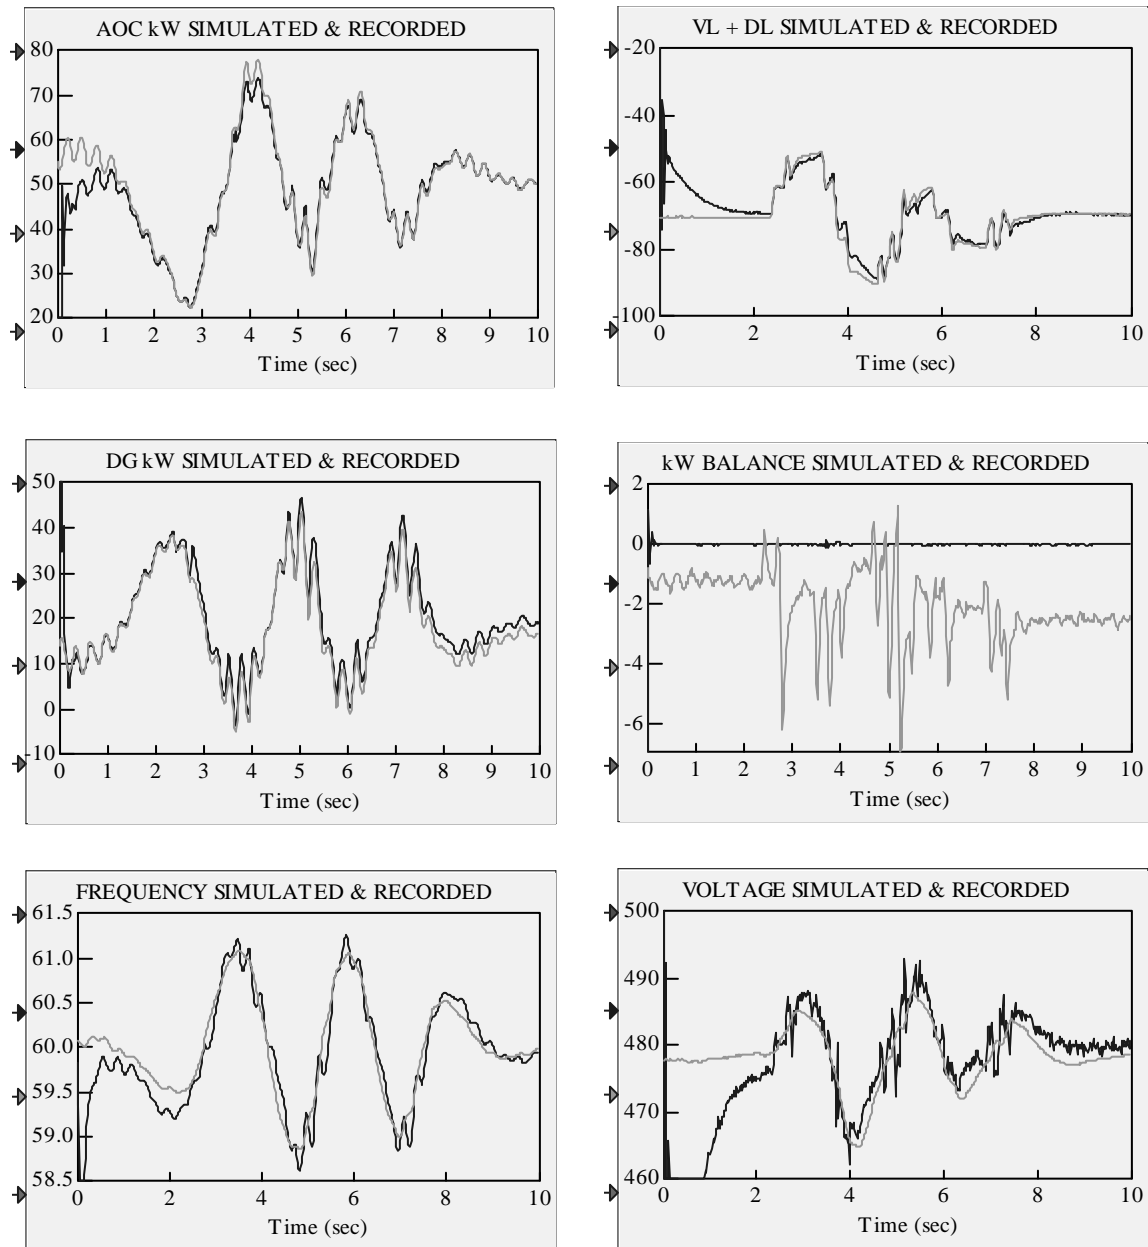 AOC kW SIMULATED & RECORDED
80
70
60
50
40
30
20
0 1 2 3 4 5 6 7 8 9 10
Time (sec)
VL + DL SIMULATED & RECORDED
-20
-40
-60
-80
-100
0 2 4 6 8 10
Time (sec)
DG kW SIMULATED & RECORDED
50
40
30
20
10
0
-10
0 1 2 3 4 5 6 7 8 9 10
Time (sec)
kW BALANCE SIMULATED & RECORDED
2
0
-2
-4
-6
0 1 2 3 4 5 6 7 8 9 10
Time (sec)
FREQUENCY SIMULATED & RECORDED
61.5
61.0
60.5
60.0
59.5
59.0
58.5
0 2 4 6 8 10
Time (sec)
VOLTAGE SIMULATED & RECORDED
500
490
480
470
460
0 2 4 6 8 10
Time (sec)